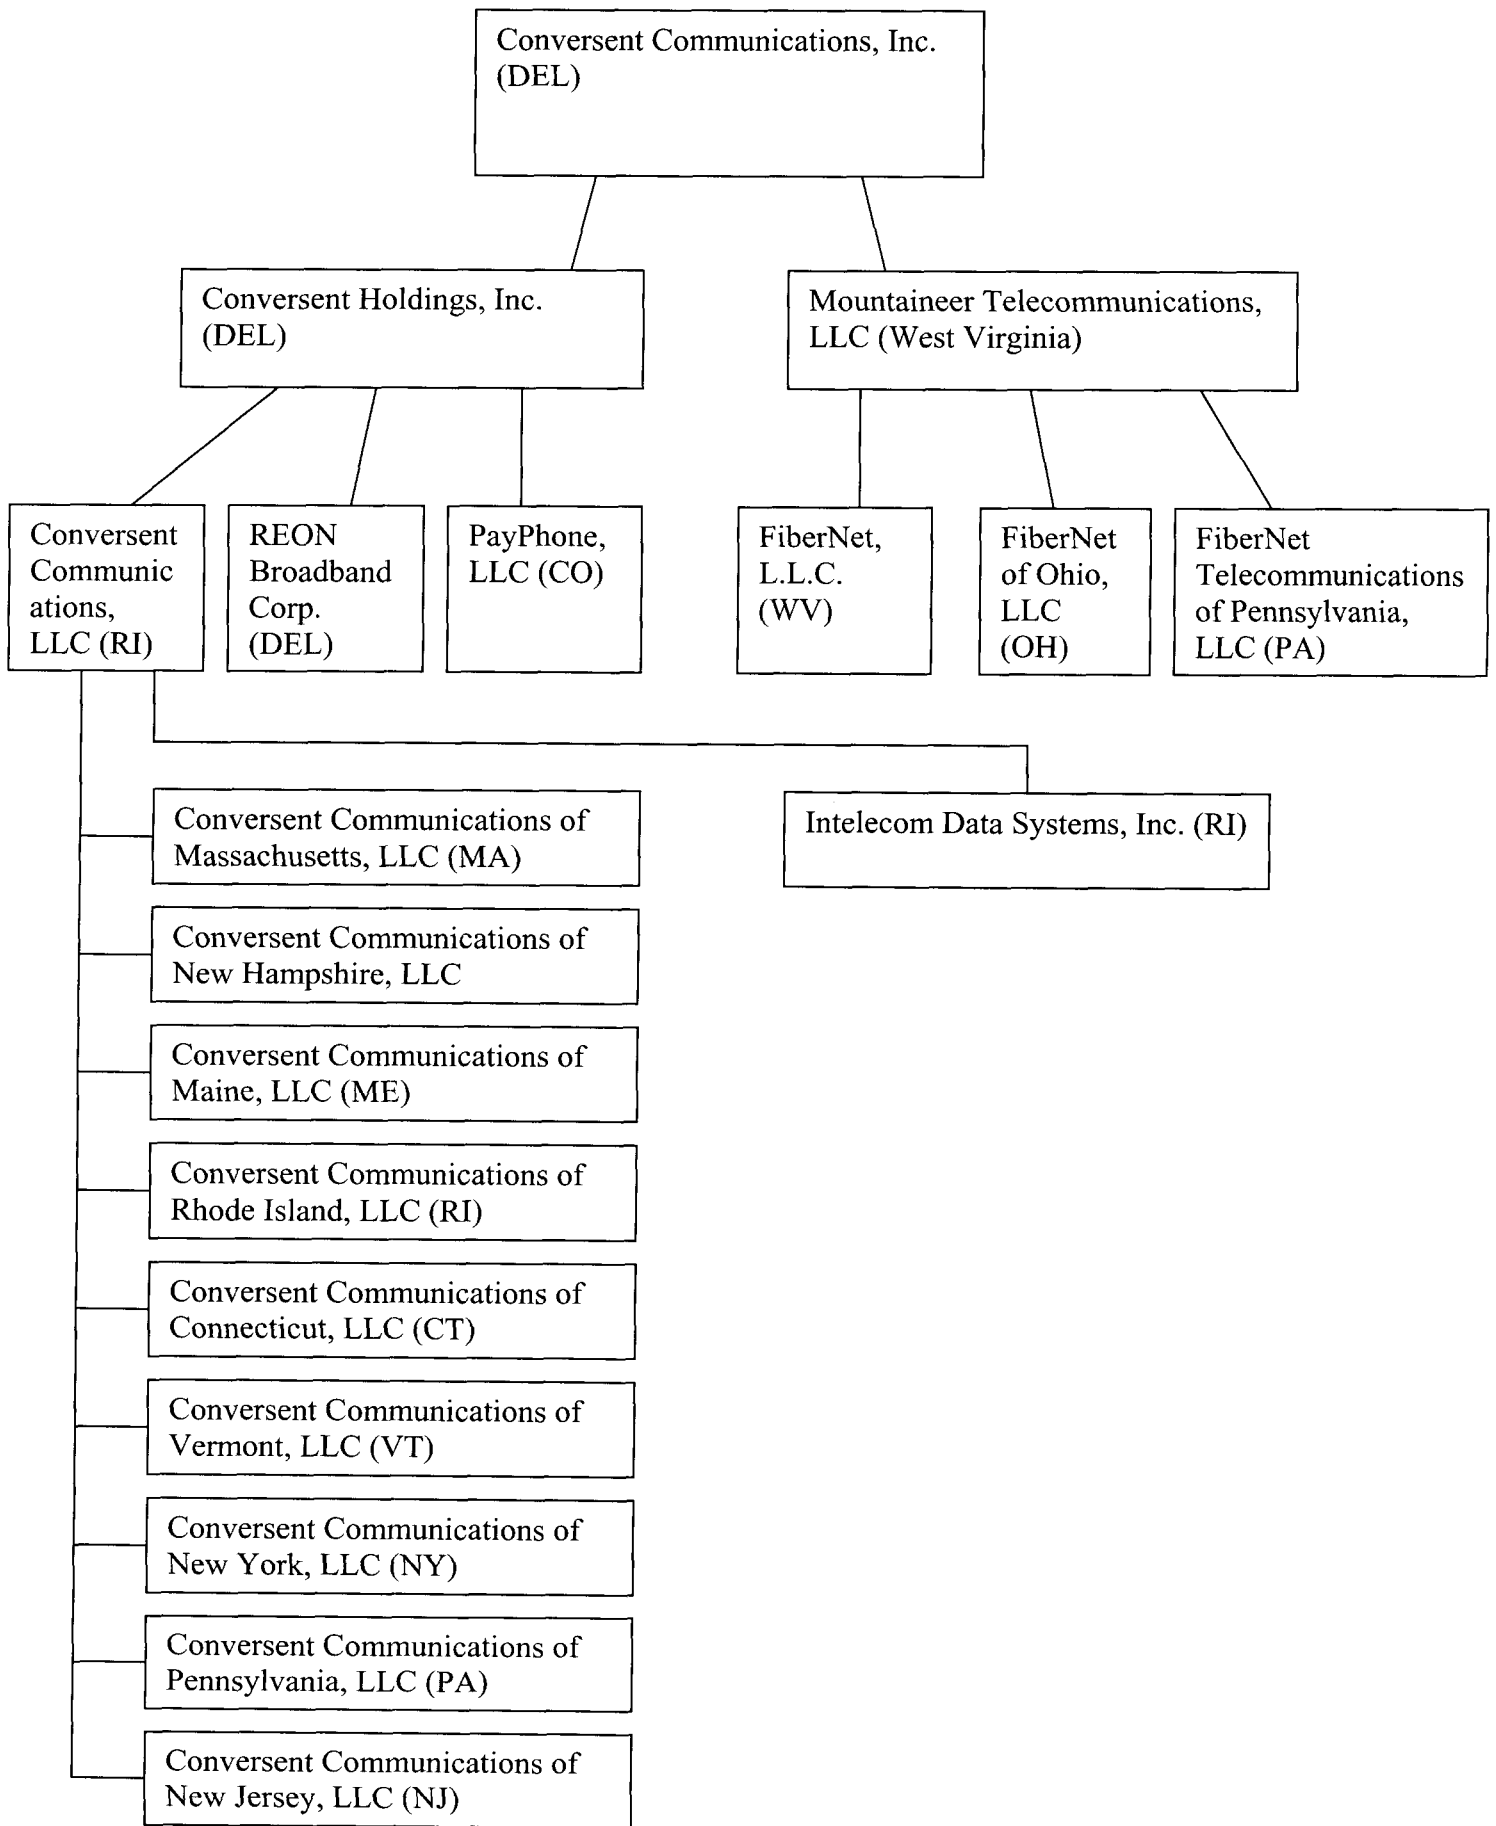 Conversent Communications, Inc.
(DEL)
Conversent Holdings, Inc.
(DEL)
Mountaineer Telecommunications,
LLC (West Virginia)
Conversent
Communic
ations,
LLC (RI)
REON
Broadband
Corp.
(DEL)
PayPhone,
LLC (CO)
FiberNet,
L.L.C.
(WV)
FiberNet
of Ohio,
LLC
(OH)
FiberNet
Telecommunications
of Pennsylvania,
LLC (PA)
Conversent Communications of
Massachusetts, LLC (MA)
Intelecom Data Systems, Inc. (RI)
Conversent Communications of
New Hampshire, LLC
Conversent Communications of
Maine, LLC (ME)
Conversent Communications of
Rhode Island, LLC (RI)
Conversent Communications of
Connecticut, LLC (CT)
Conversent Communications of
Vermont, LLC (VT)
Conversent Communications of
New York, LLC (NY)
Conversent Communications of
Pennsylvania, LLC (PA)
Conversent Communications of
New Jersey, LLC (NJ)